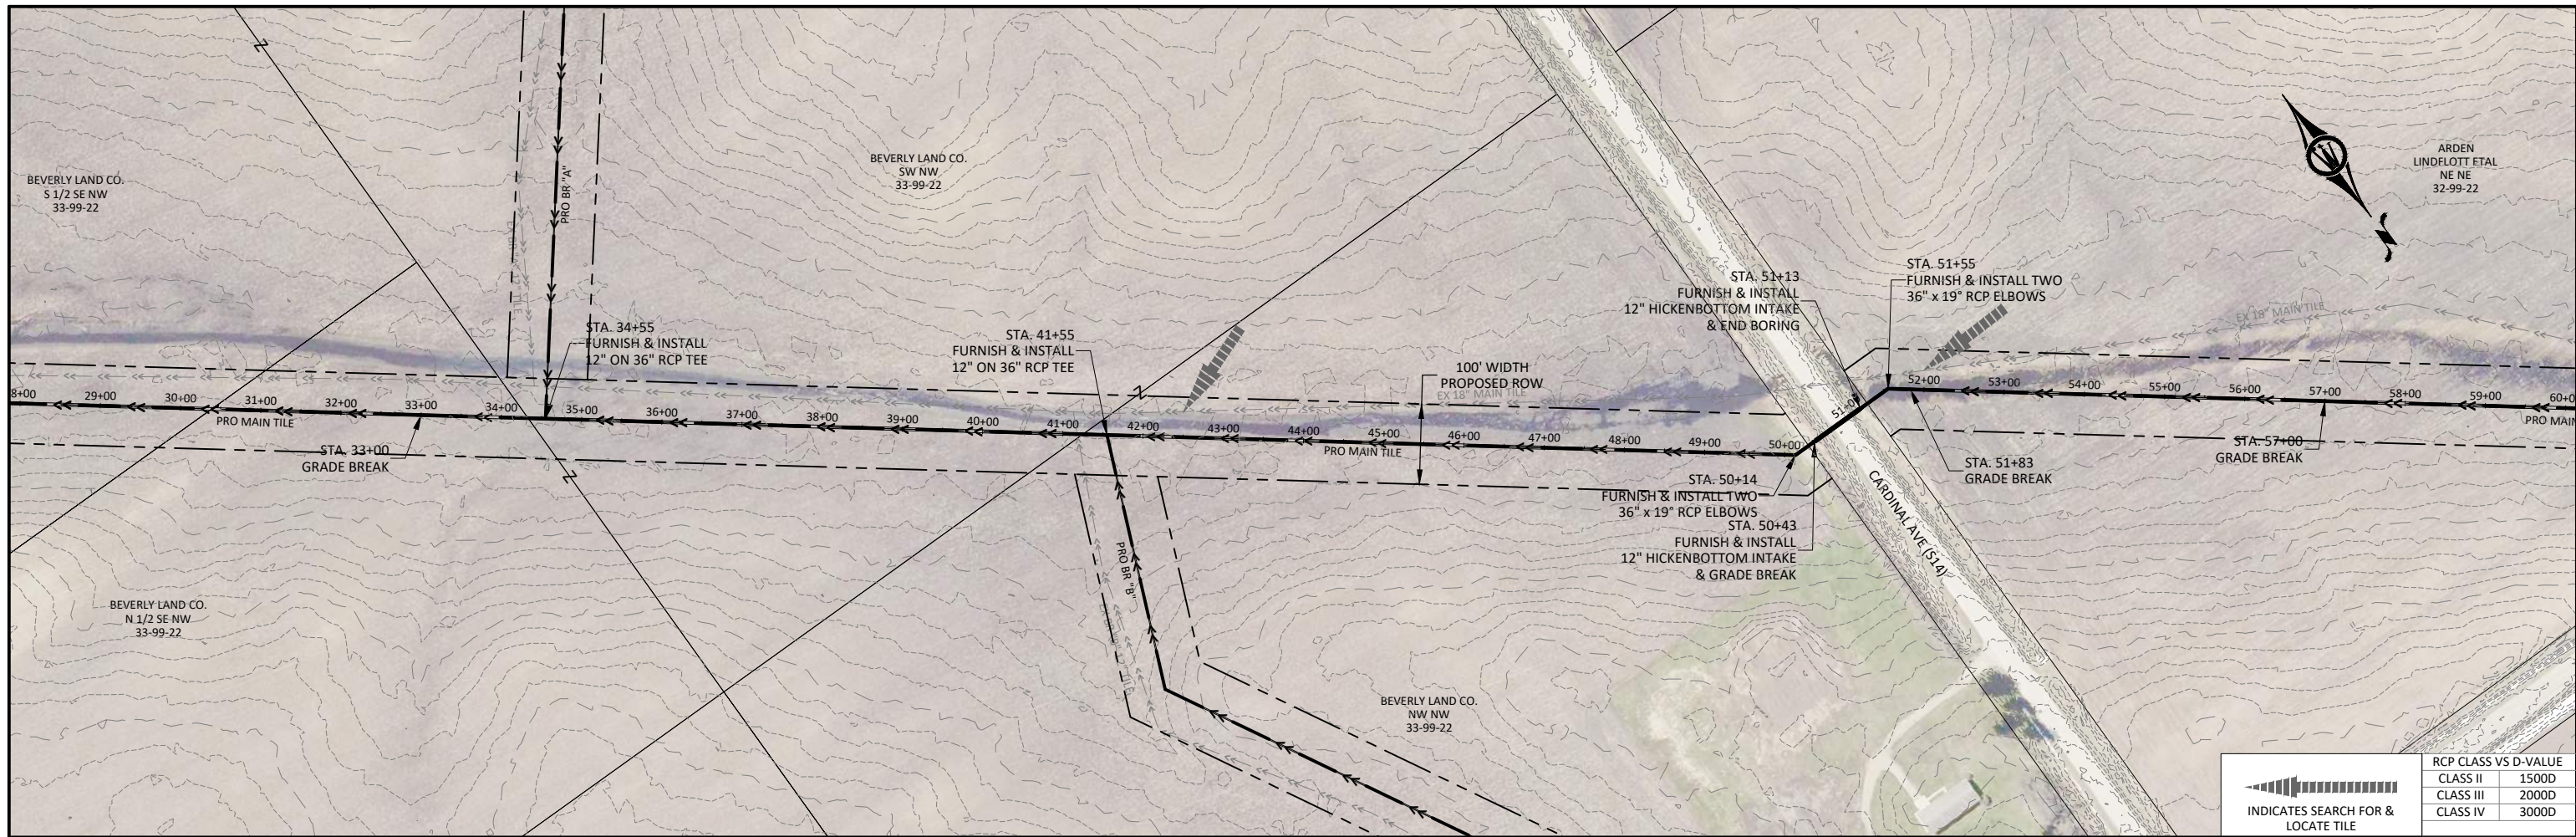 BEVERLY LAND CO.
S 1/2 SE NW
33-99-22
PRO BR "A"
BEVERLY LAND CO.
SW NW
33-99-22
ARDEN
LINDFLOTT ETAL
NE NE
32-99-22
STA. 34+55
FURNISH & INSTALL
12" ON 36" RCP TEE
STA. 41+55
FURNISH & INSTALL
12" ON 36" RCP TEE
100' WIDTH
PROPOSED ROW
EX 18" MAIN TILE
STA. 51+13
FURNISH & INSTALL
12" HICKENBOTTOM INTAKE
& END BORING
STA. 51+55
FURNISH & INSTALL TWO
36" x 19° RCP ELBOWS
EX 18" MAIN TILE
8+00 29+00 30+00 31+00 32+00 33+00 34+00 35+00 36+00 37+00 38+00 39+00 40+00 41+00 42+00 43+00 44+00 45+00 46+00 47+00 48+00 49+00 50+00 51+0 52+00 53+00 54+00 55+00 56+00 57+00 58+00 59+00 60+0
PRO MAIN TILE
PRO MAIN TILE
PRO MAIN
STA. 33+00
GRADE BREAK
STA. 57+00
GRADE BREAK
STA. 51+83
GRADE BREAK
STA. 50+14
FURNISH & INSTALL TWO
36" x 19° RCP ELBOWS
STA. 50+43
FURNISH & INSTALL
12" HICKENBOTTOM INTAKE
& GRADE BREAK
CARDINAL AVE (S14)
PRO BR "B"
BEVERLY LAND CO.
N 1/2 SE NW
33-99-22
BEVERLY LAND CO.
NW NW
33-99-22
INDICATES SEARCH FOR &
LOCATE TILE
RCP CLASS VS D-VALUE
CLASS II 1500D
CLASS III 2000D
CLASS IV 3000D